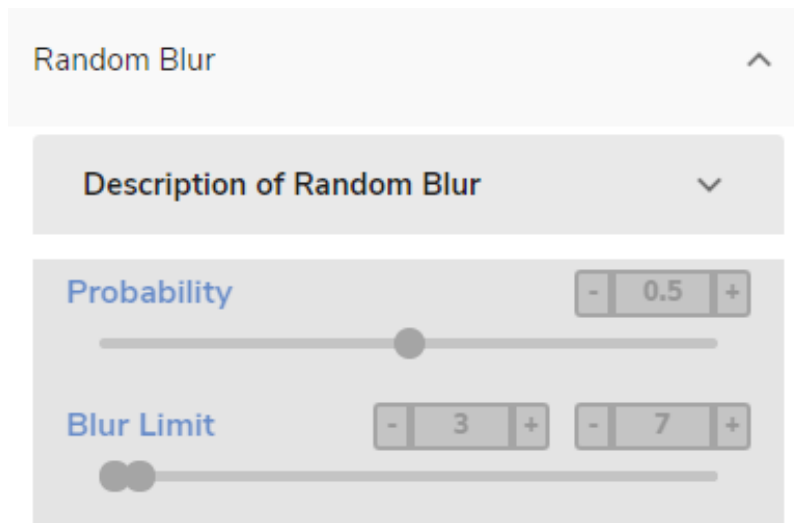 Random Blur
Description of Random Blur
Probability - 0.5 +
Blur Limit - 3 + - 7 +